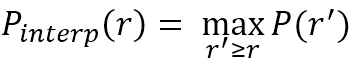 P_interp(r) = max_{r'≥r} P(r')